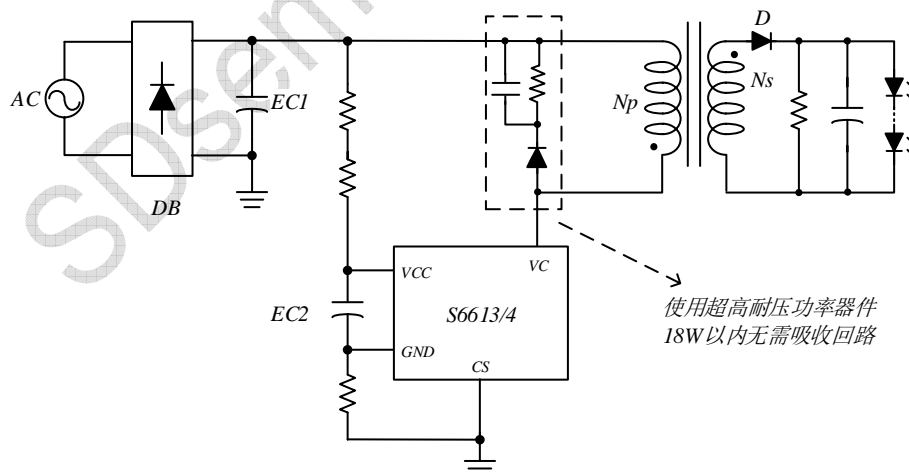 SDsem
AC
DB
EC1
Np
Ns
D
VCC
VC
EC2
S6613/4
GND
CS
使用超高耐压功率器件
18W以内无需吸收回路